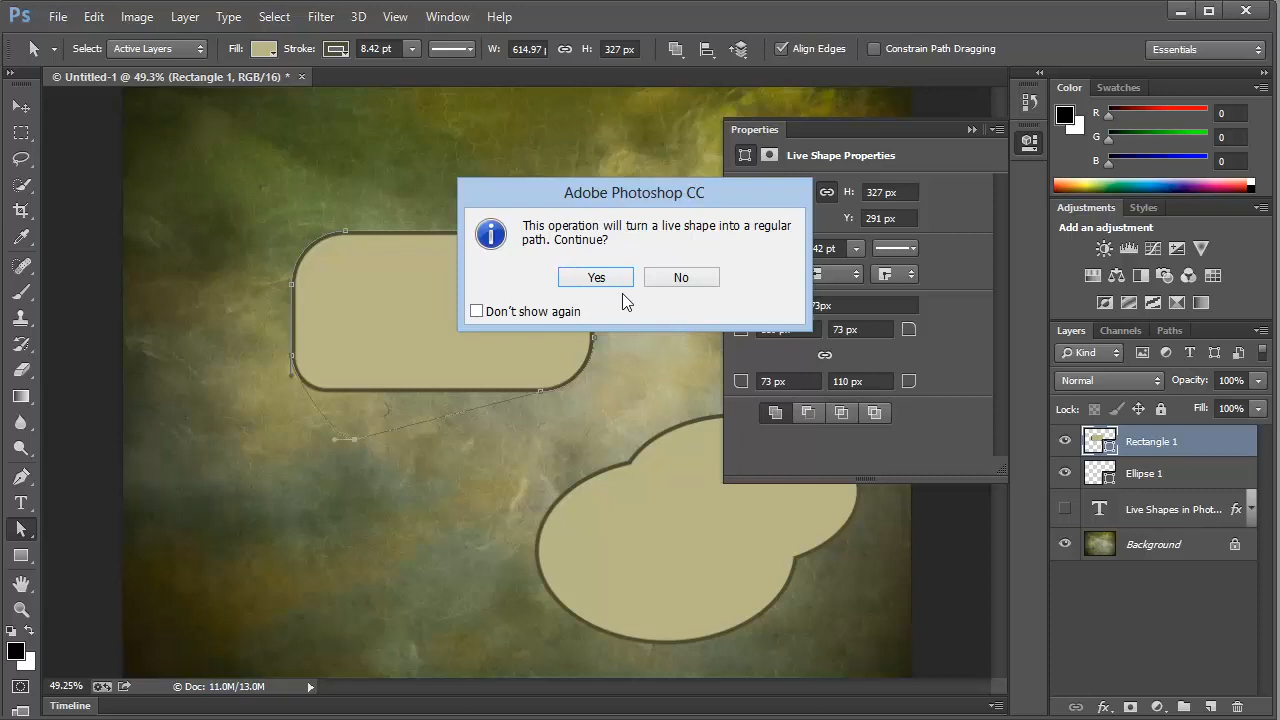 Ps File Edit Image Layer Type Select Filter 3D View Window Help
Select: Active Layers Fill: Stroke: 8.42 pt W: 614.97 H: 327 px Align Edges Constrain Path Dragging Essentials
© Untitled-1 @ 49.3% (Rectangle 1, RGB/16) * ×
Color Swatches
R 0
G 0
B 0
Properties
Live Shape Properties
H: 327 px
Y: 291 px
42 pt
73px
73 px
73 px 110 px
Adobe Photoshop CC
This operation will turn a live shape into a regular
path. Continue?
Yes No
Don't show again
Adjustments Styles
Add an adjustment
Layers Channels Paths
Kind
Normal Opacity: 100%
Lock: Fill: 100%
Rectangle 1
Ellipse 1
T Live Shapes in Phot... fx
Background
49.25% © Doc: 11.0M/13.0M
Timeline